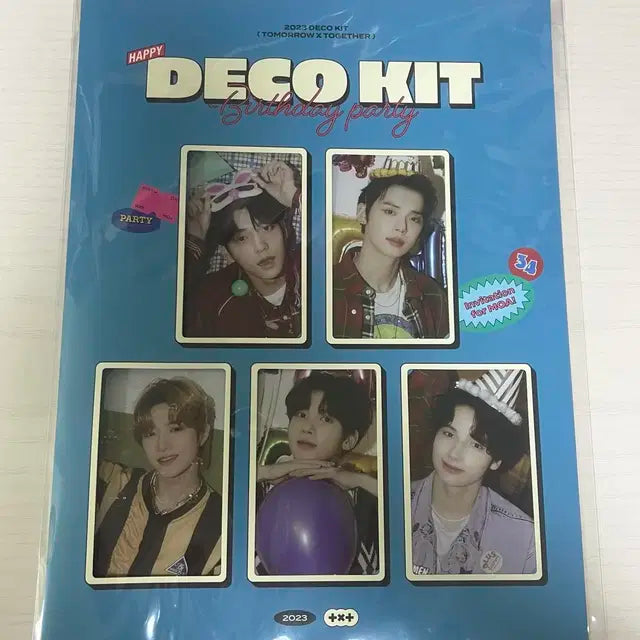 2023 DECO KIT
( TOMORROW X TOGETHER )
HAPPY
DECO KIT
Birthday party
PARTY
34
Invitation
for MOA!
2023